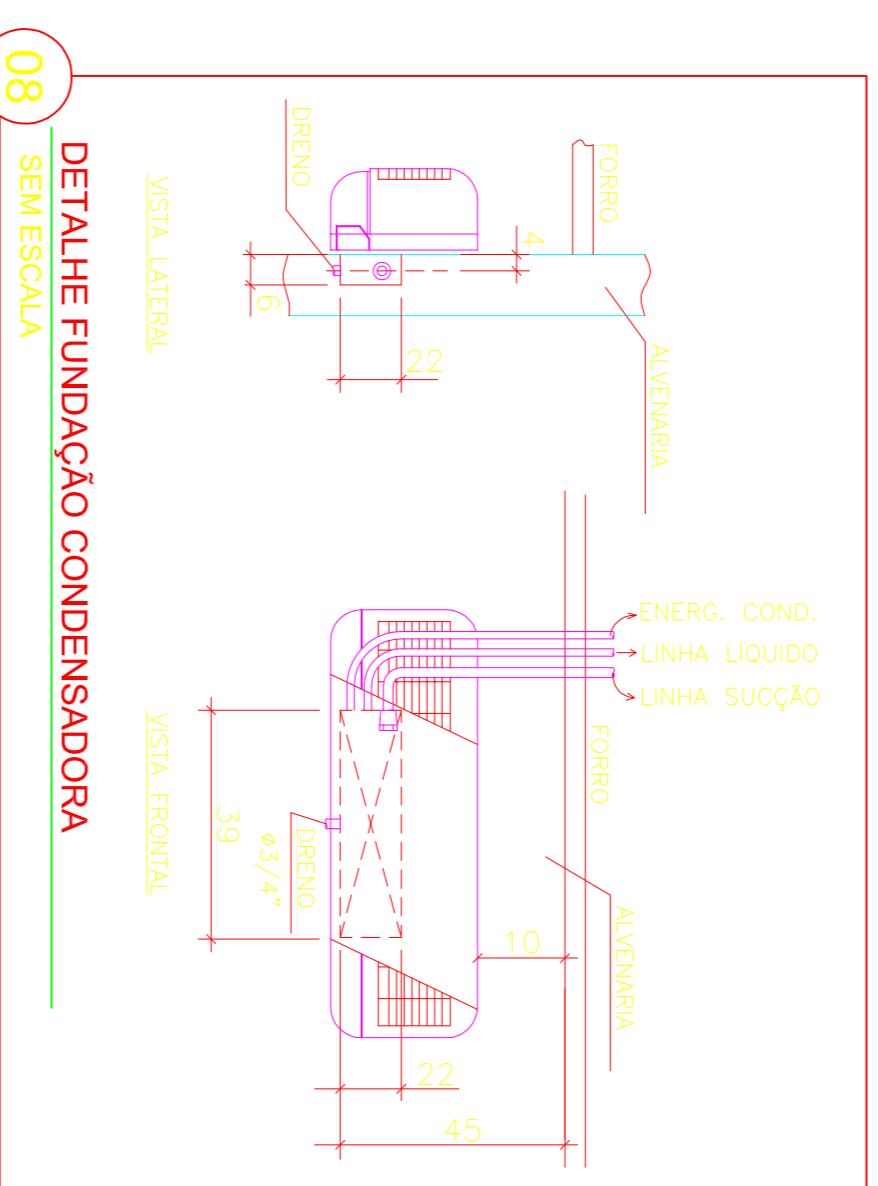 FORRO
DRENO
4
6
22
ALVENARIA
VISTA LATERAL
ENERG. COND.
LINHA LÍQUIDO
LINHA SUCÇÃO
FORRO
ALVENARIA
10
22
45
DRENO
ø3/4"
39
VISTA FRONTAL
08
DETALHE FUNDAÇÃO CONDENSADORA
SEM ESCALA